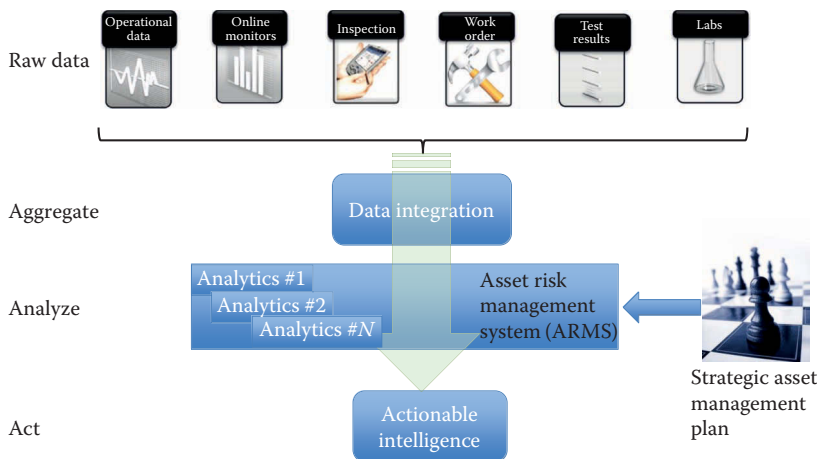 Operational
data
Online
monitors
Inspection
Work
order
Test
results
Labs
Raw data
Aggregate
Data integration
Analyze
Analytics #1
Analytics #2
Analytics #N
Asset risk
management
system (ARMS)
Strategic asset
management
plan
Act
Actionable
intelligence